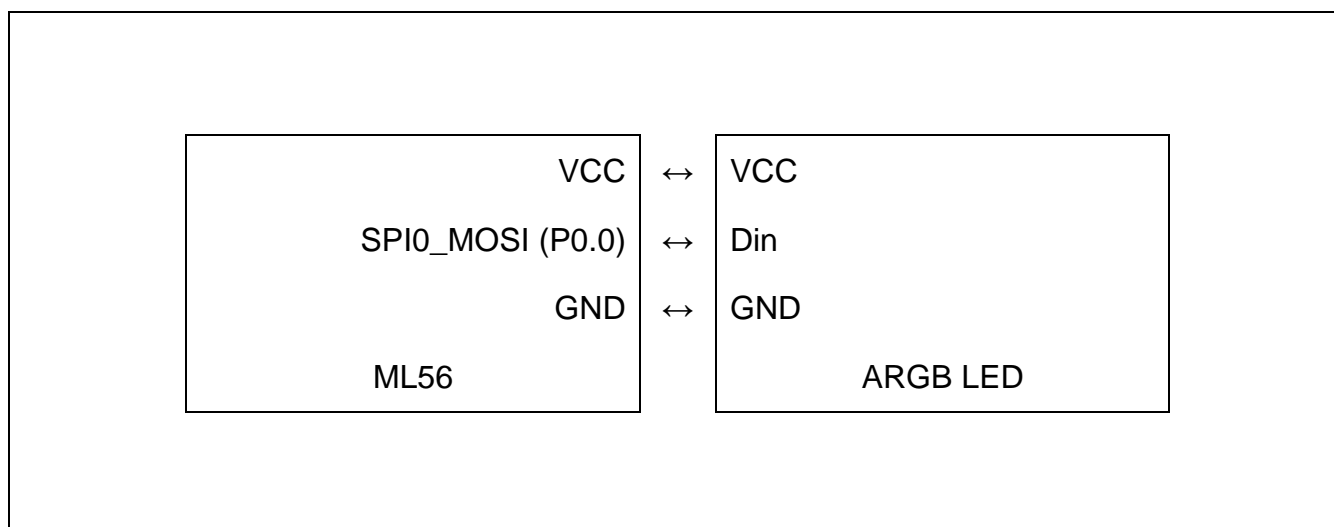 VCC ↔ VCC
SPI0_MOSI (P0.0) ↔ Din
GND ↔ GND
ML56 ARGB LED